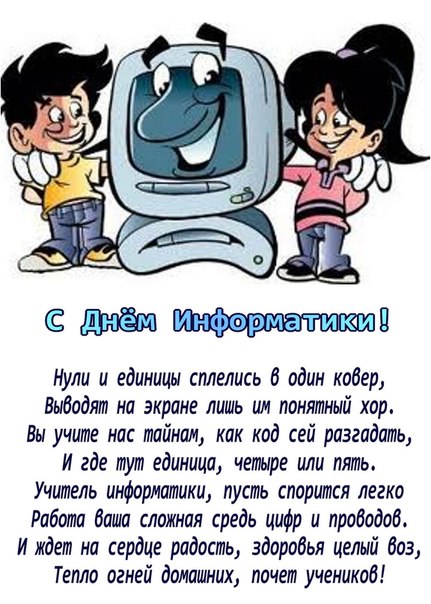 С Днём Информатики!
Нули и единицы сплелись в один ковер,
Выводят на экране лишь им понятный хор.
Вы учите нас тайнам, как код сей разгадать,
И где тут единица, четыре или пять.
Учитель информатики, пусть спорится легко
Работа ваша сложная средь цифр и проводов.
И ждет на сердце радость, здоровья целый воз,
Тепло огней домашних, почет учеников!